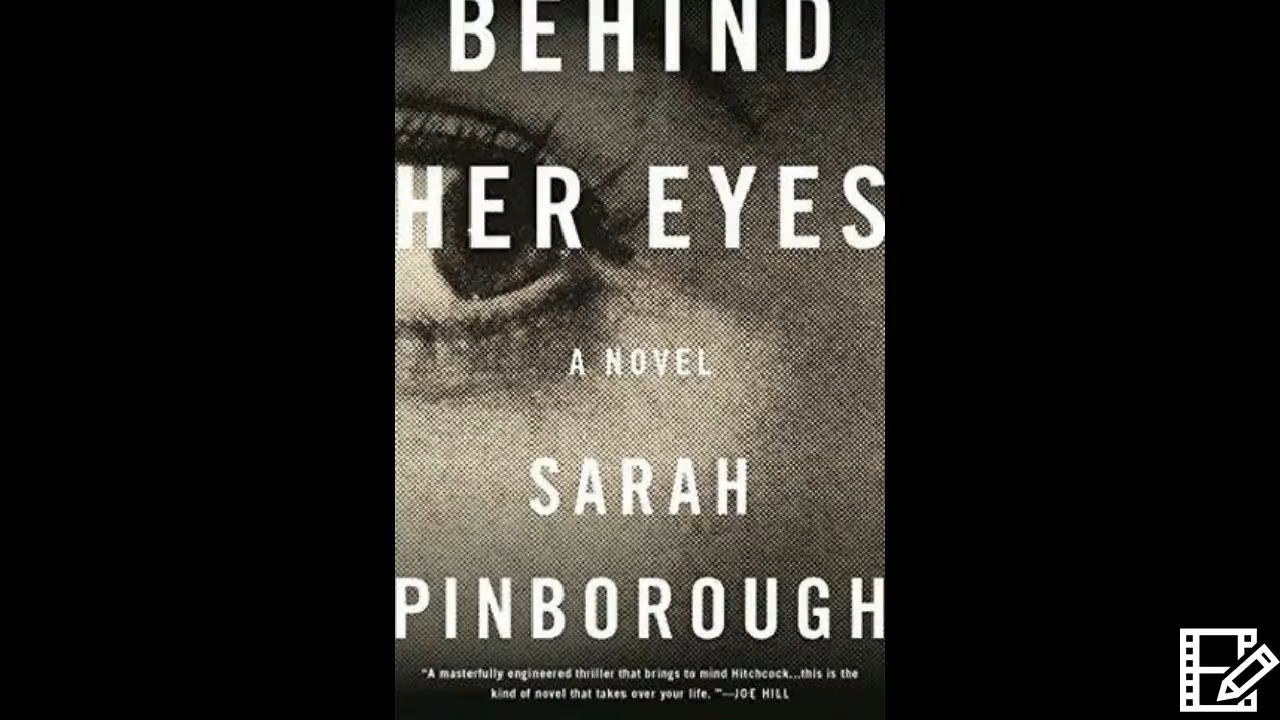 BEHIND
HER EYES
A NOVEL
SARAH
PINBOROUGH
"A masterfully engineered thriller that brings to mind Hitchcock...this is the
kind of novel that takes over your life."—JOE HILL